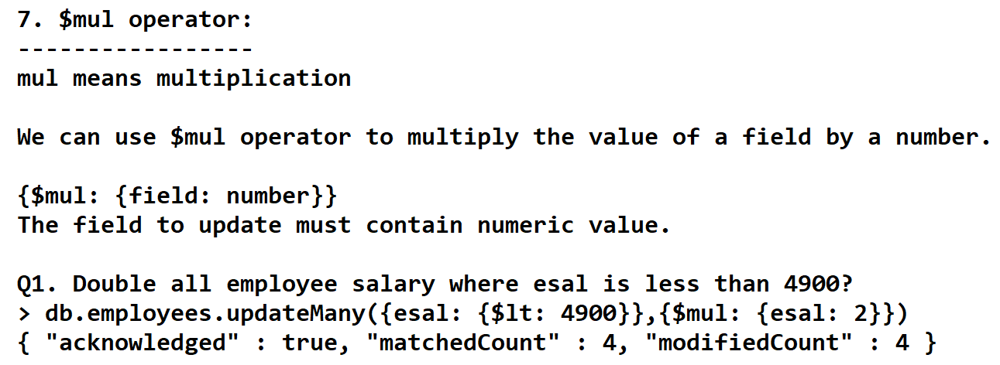 7. $mul operator:
-----------------
mul means multiplication
We can use $mul operator to multiply the value of a field by a number.
{$mul: {field: number}}
The field to update must contain numeric value.
Q1. Double all employee salary where esal is less than 4900?
> db.employees.updateMany({esal: {$lt: 4900}},{$mul: {esal: 2}})
{ "acknowledged" : true, "matchedCount" : 4, "modifiedCount" : 4 }